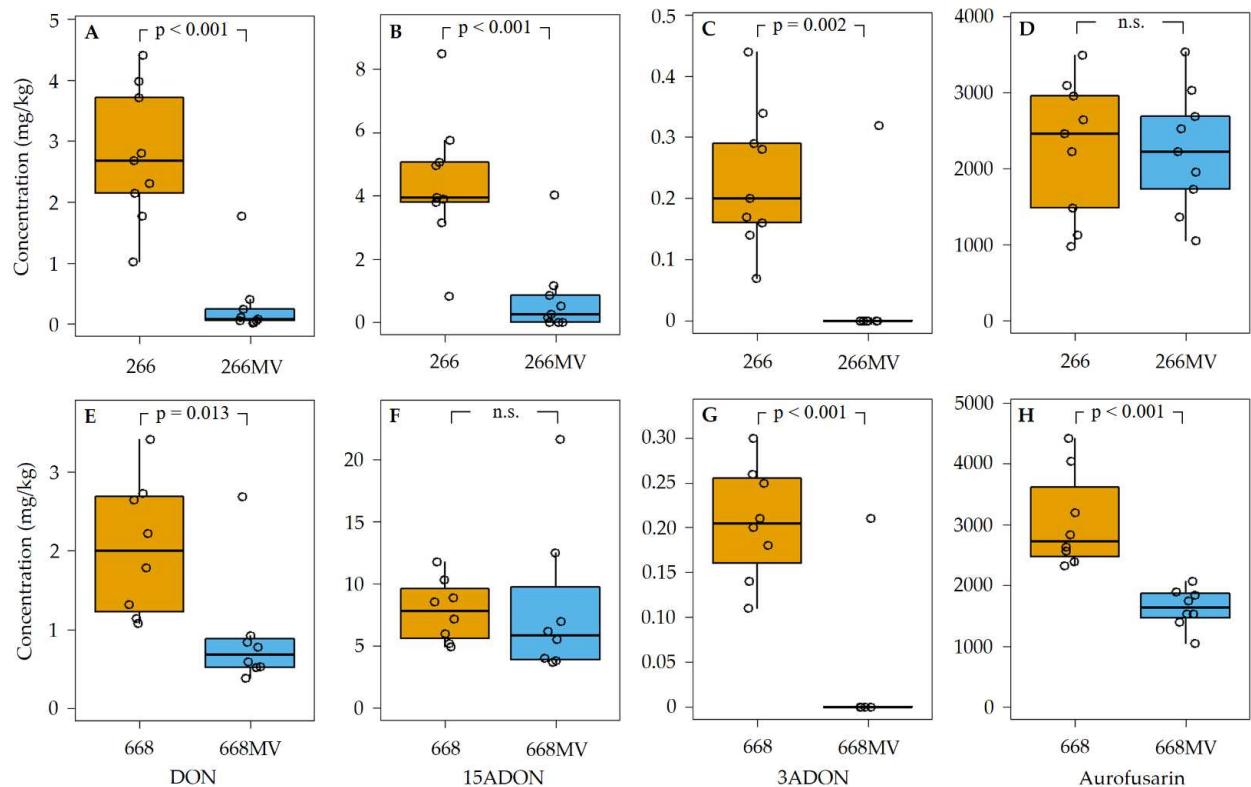 A p < 0.001
B p < 0.001
C p = 0.002
D n.s.
Concentration (mg/kg)
5
4
3
2
1
0
8
6
4
2
0
0.5
0.4
0.3
0.2
0.1
0
4000
3000
2000
1000
0
266 266MV
266 266MV
266 266MV
266 266MV
E p = 0.013
F n.s.
G p < 0.001
H p < 0.001
Concentration (mg/kg)
3
2
1
0
20
15
10
5
0
0.30
0.25
0.20
0.15
0.10
0.05
0
5000
4000
3000
2000
1000
0
668 668MV
668 668MV
668 668MV
668 668MV
DON
15ADON
3ADON
Aurofusarin